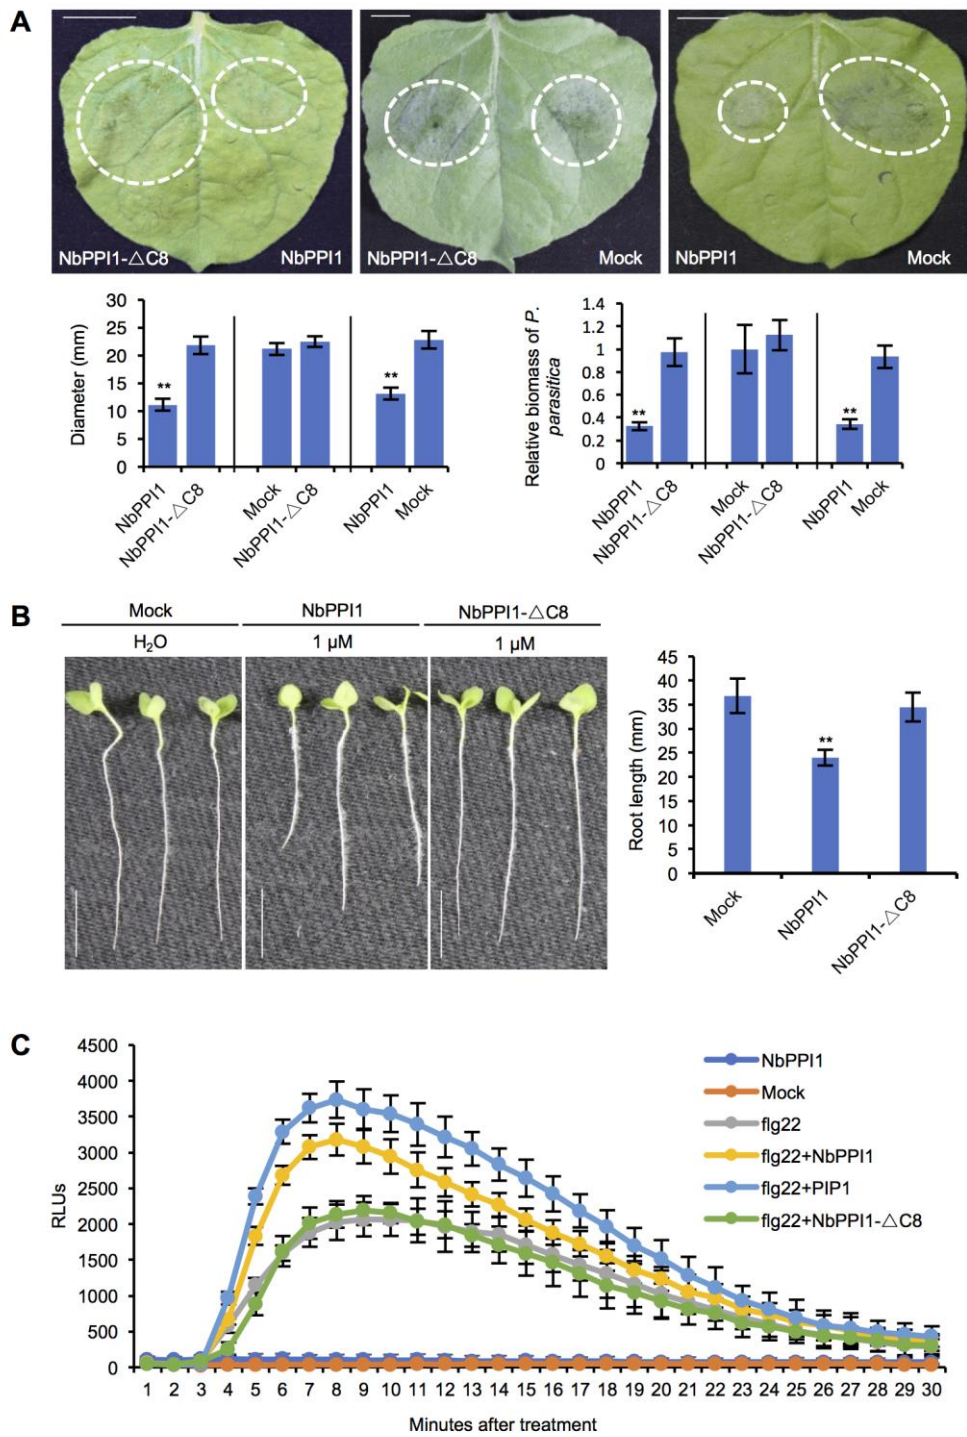 A
NbPPI1-△C8 NbPPI1
NbPPI1-△C8 Mock
NbPPI1 Mock
Diameter (mm)
30
25
20
15
10
5
0
**
**
NbPPI1
NbPPI1-△C8
Mock
NbPPI1-△C8
NbPPI1
Mock
Relative biomass of P.
parasitica
1.4
1.2
1
0.8
0.6
0.4
0.2
0
**
**
NbPPI1
NbPPI1-△C8
Mock
NbPPI1-△C8
NbPPI1
Mock
B
Mock NbPPI1 NbPPI1-△C8
H₂O 1 µM 1 µM
Root length (mm)
45
40
35
30
25
20
15
10
5
0
**
Mock
NbPPI1
NbPPI1-△C8
C
RLUs
4500
4000
3500
3000
2500
2000
1500
1000
500
0
NbPPI1
Mock
flg22
flg22+NbPPI1
flg22+PIP1
flg22+NbPPI1-△C8
1 2 3 4 5 6 7 8 9 10 11 12 13 14 15 16 17 18 19 20 21 22 23 24 25 26 27 28 29 30
Minutes after treatment